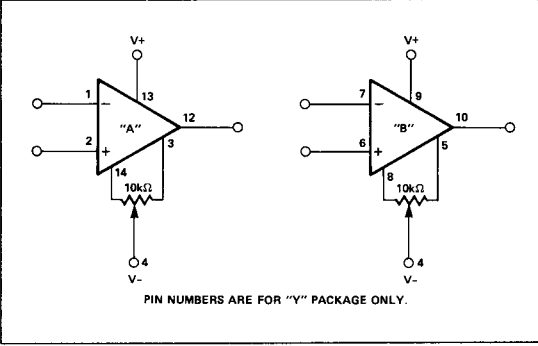 V+ V+
1 13 7 9
− "A" 12 − "B" 10
2 + 3 6 + 5
14 8
10kΩ 10kΩ
4 4
V− V−
PIN NUMBERS ARE FOR "Y" PACKAGE ONLY.